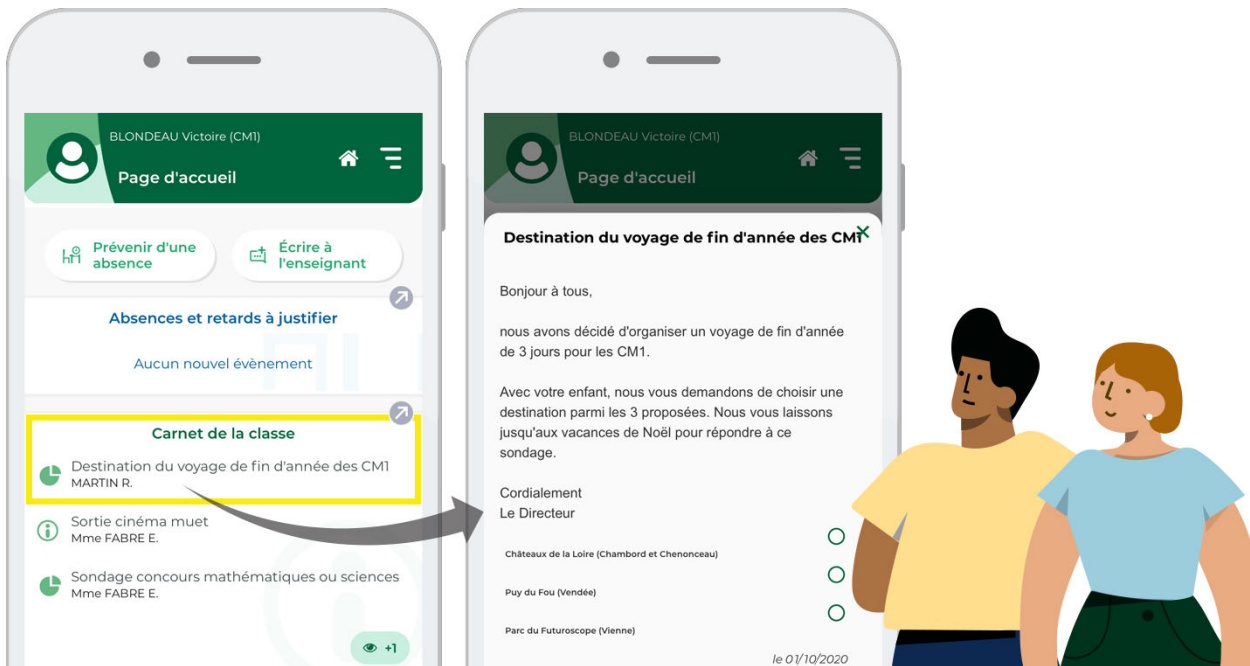 BLONDEAU Victoire (CM1)
Page d'accueil
Prévenir d'une
absence
Écrire à
l'enseignant
Absences et retards à justifier
Aucun nouvel évènement
Carnet de la classe
Destination du voyage de fin d'année des CM1
MARTIN R.
Sortie cinéma muet
Mme FABRE E.
Sondage concours mathématiques ou sciences
Mme FABRE E.
+1
BLONDEAU Victoire (CM1)
Page d'accueil
Destination du voyage de fin d'année des CM1
Bonjour à tous,
nous avons décidé d'organiser un voyage de fin d'année
de 3 jours pour les CM1.
Avec votre enfant, nous vous demandons de choisir une
destination parmi les 3 proposées. Nous vous laissons
jusqu'aux vacances de Noël pour répondre à ce
sondage.
Cordialement
Le Directeur
Châteaux de la Loire (Chambord et Chenonceau)
Puy du Fou (Vendée)
Parc du Futuroscope (Vienne)
le 01/10/2020